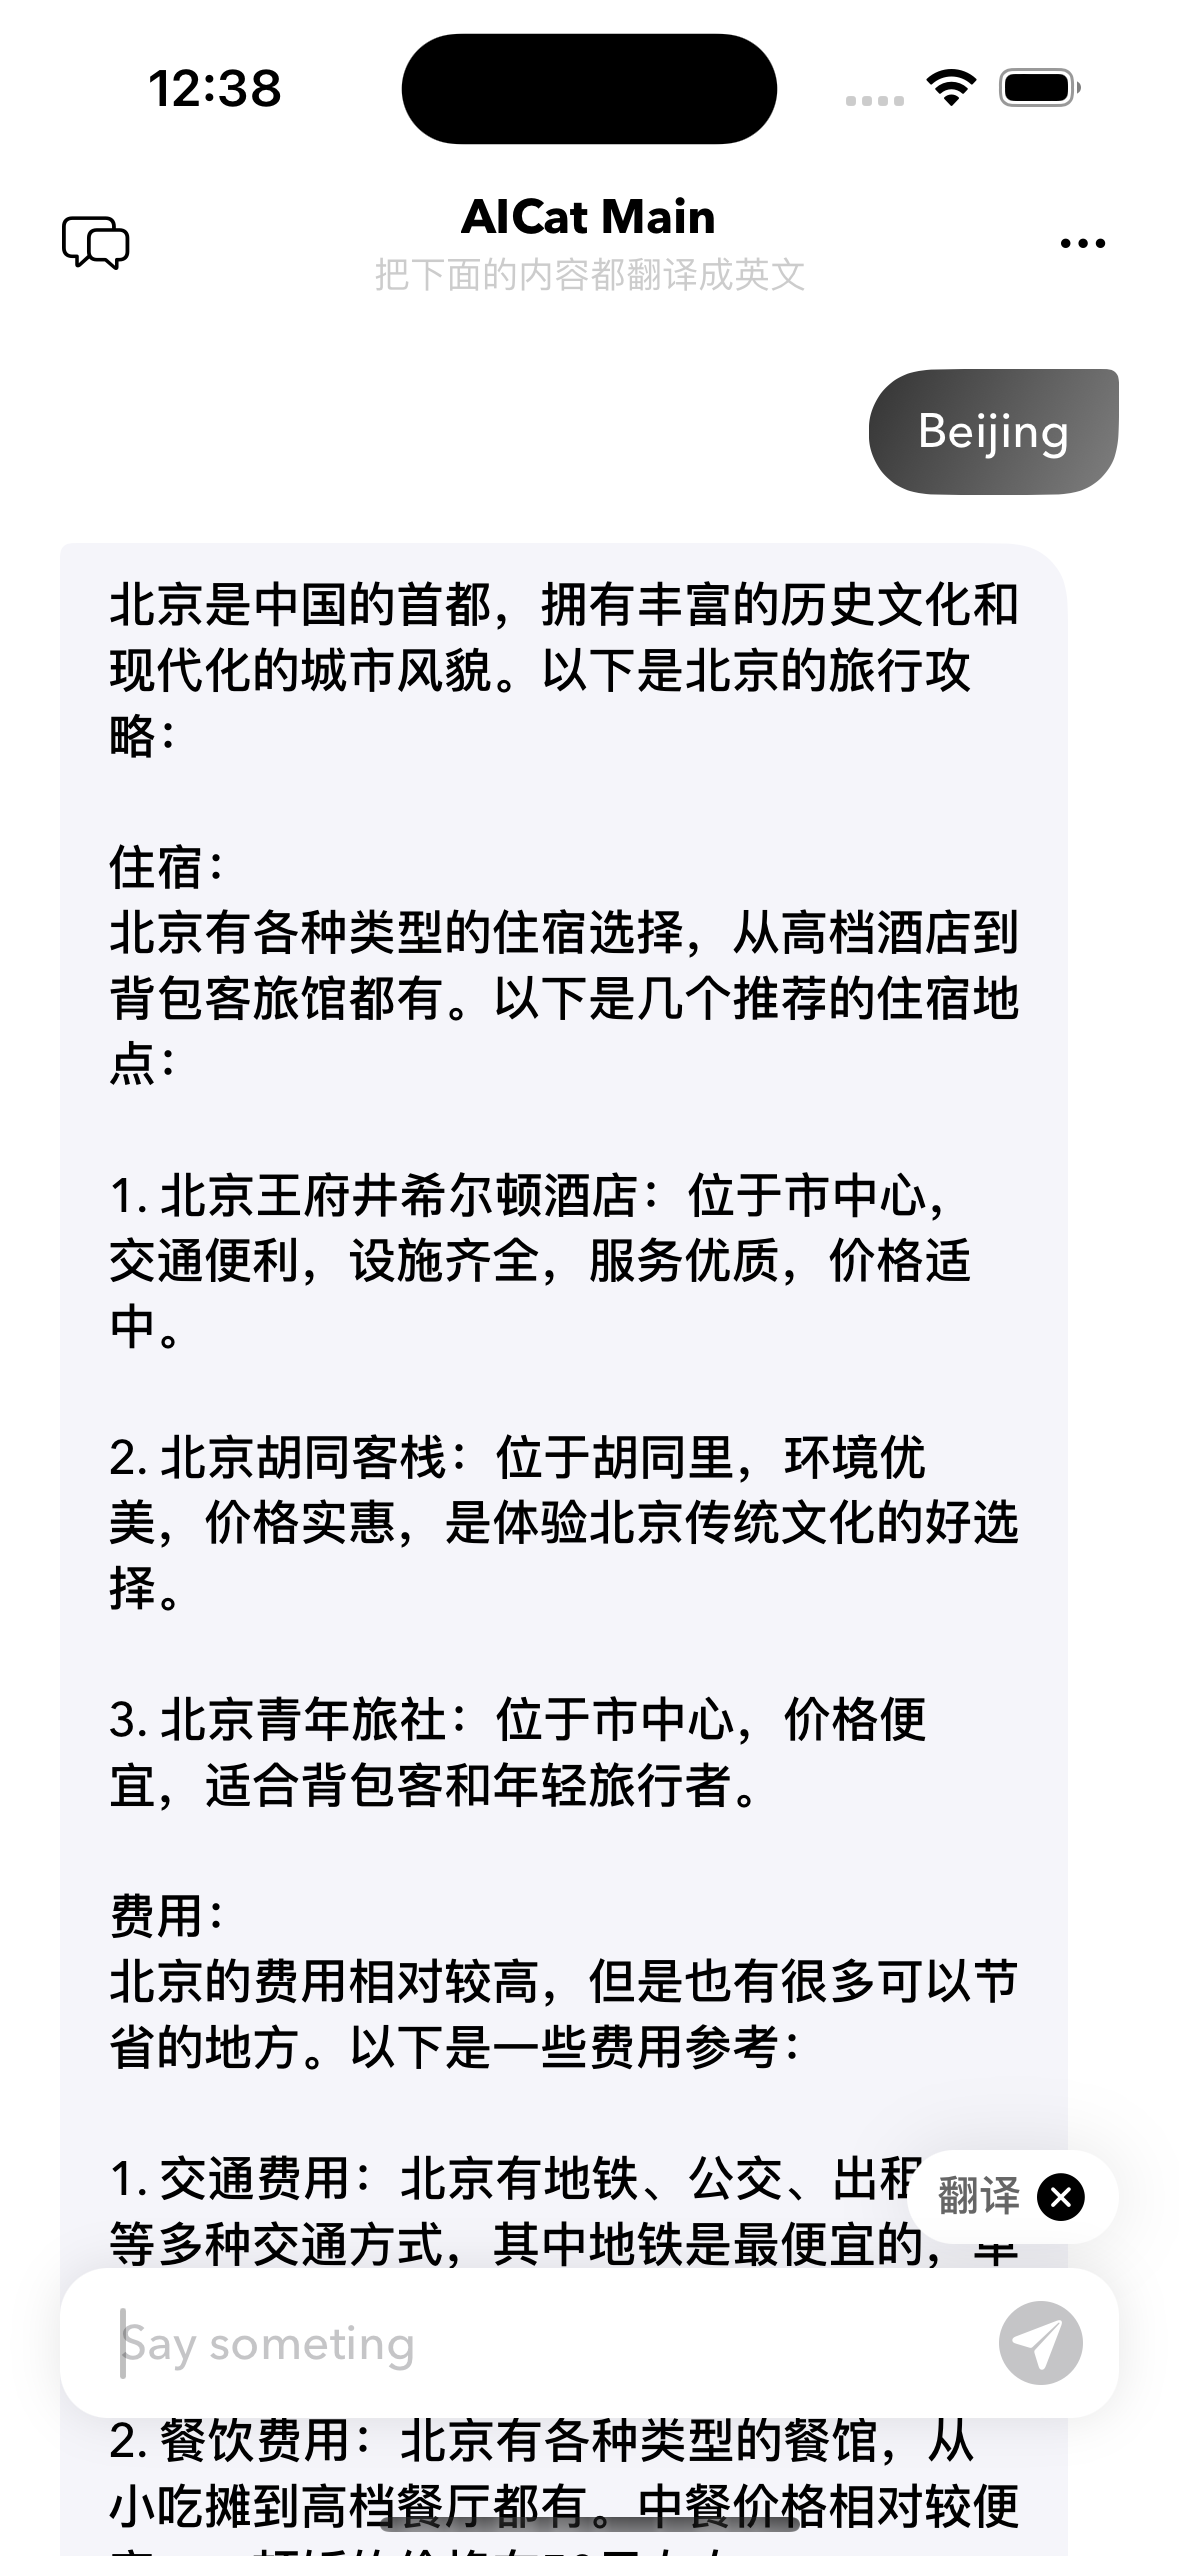 12:38
AICat Main
把下面的内容都翻译成英文
Beijing
北京是中国的首都，拥有丰富的历史文化和
现代化的城市风貌。以下是北京的旅行攻
略：
住宿：
北京有各种类型的住宿选择，从高档酒店到
背包客旅馆都有。以下是几个推荐的住宿地
点：
1. 北京王府井希尔顿酒店：位于市中心，
交通便利，设施齐全，服务优质，价格适
中。
2. 北京胡同客栈：位于胡同里，环境优
美，价格实惠，是体验北京传统文化的好选
择。
3. 北京青年旅社：位于市中心，价格便
宜，适合背包客和年轻旅行者。
费用：
北京的费用相对较高，但是也有很多可以节
省的地方。以下是一些费用参考：
1. 交通费用：北京有地铁、公交、出租
翻译
等多种交通方式，其中地铁是最便宜的，
Say someting
2. 餐饮费用：北京有各种类型的餐馆，从
小吃摊到高档餐厅都有。中餐价格相对较便